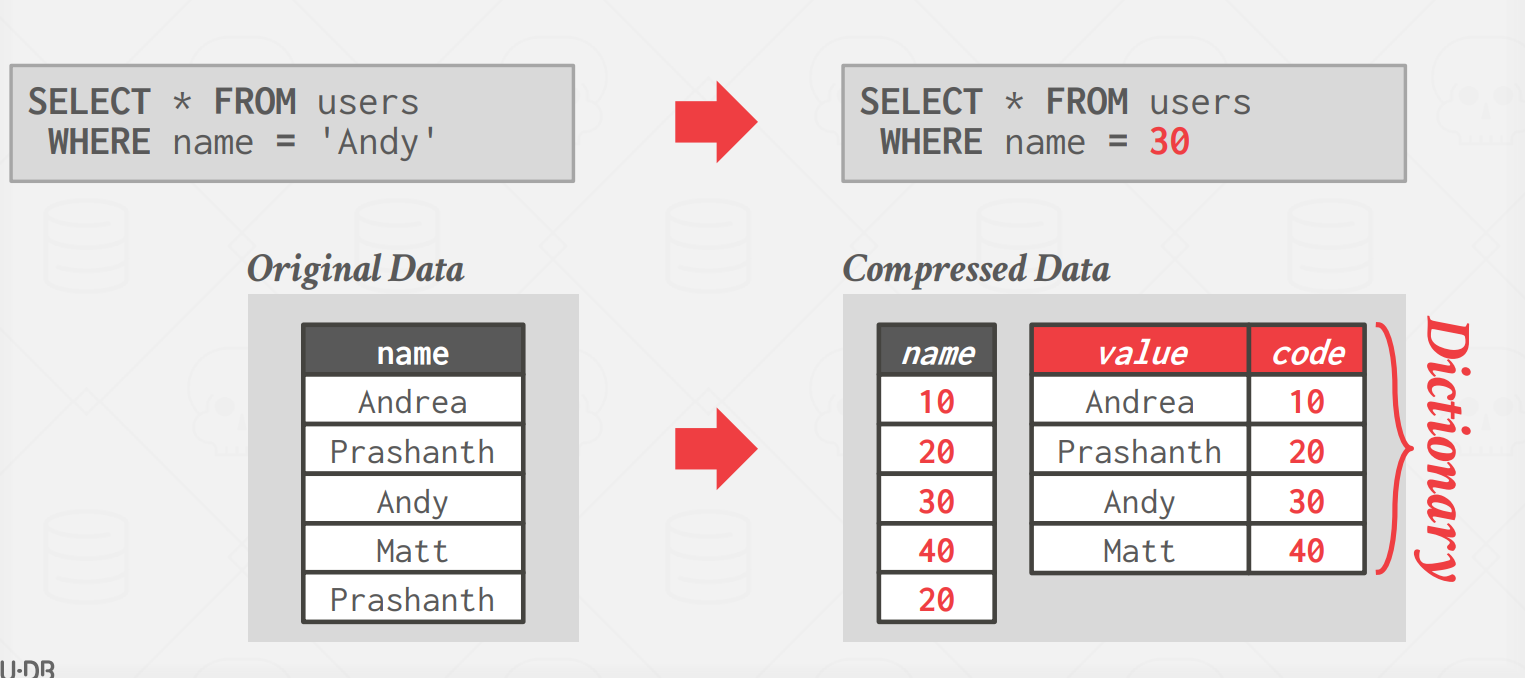 SELECT * FROM users
WHERE name = 'Andy'
SELECT * FROM users
WHERE name = 30
Original Data
name
Andrea
Prashanth
Andy
Matt
Prashanth
Compressed Data
name
10
20
30
40
20
value code
Andrea 10
Prashanth 20
Andy 30
Matt 40
Dictionary
U·DB